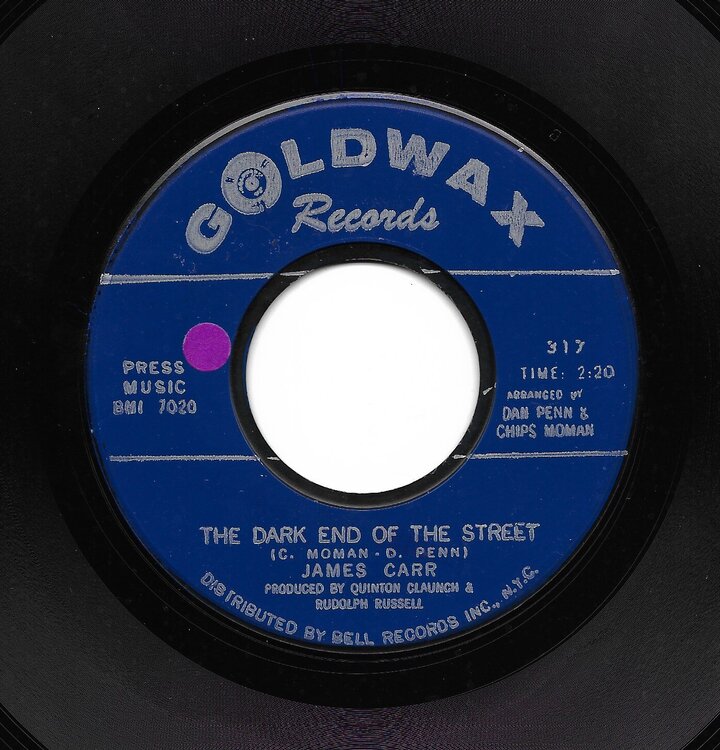 GOLDWAX
Records
PRESS
MUSIC
BMI 7020
317
TIME: 2:20
ARRANGED BY
DAN PENN &
CHIPS MOMAN
THE DARK END OF THE STREET
(C. MOMAN - D. PENN)
JAMES CARR
PRODUCED BY QUINTON CLAUNCH &
RUDOLPH RUSSELL
DISTRIBUTED BY BELL RECORDS INC., N.Y.C.